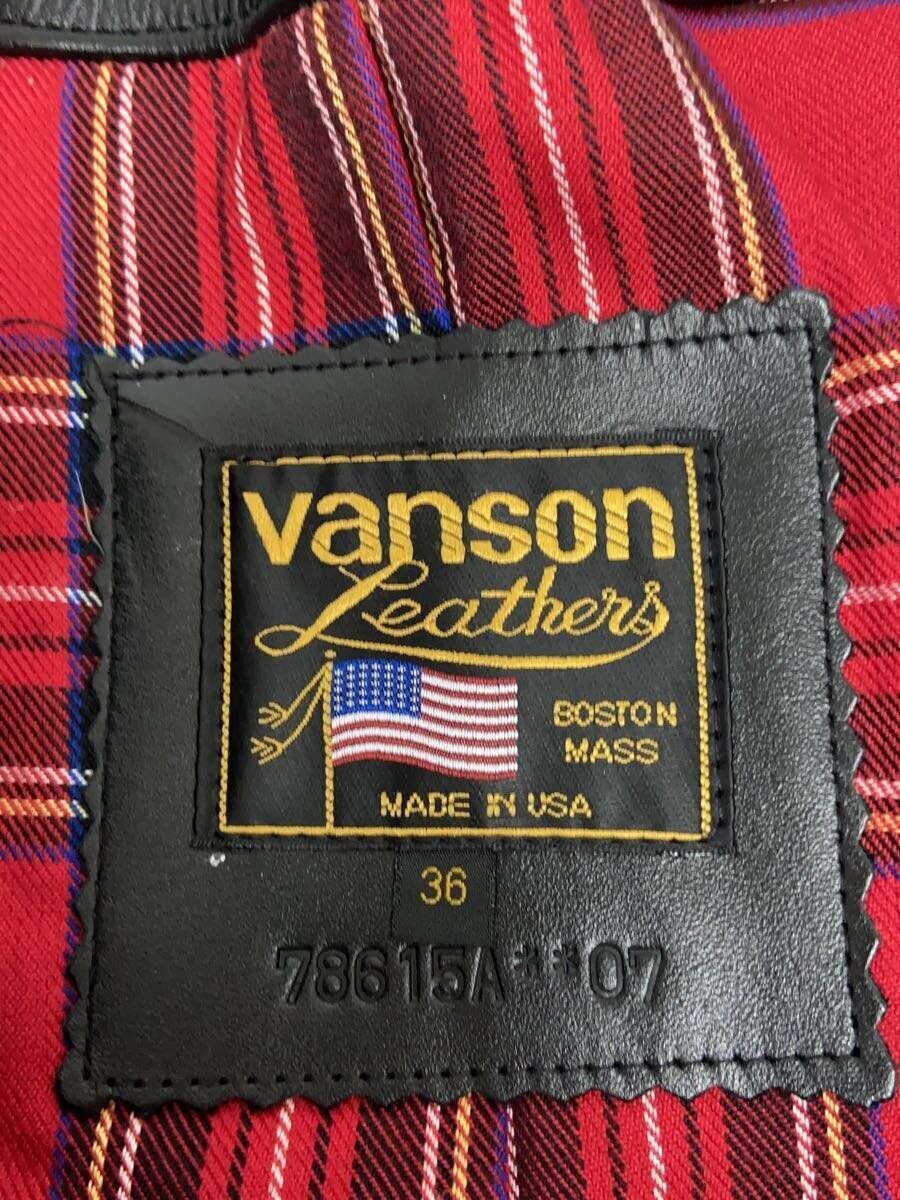 vanson
Leathers
BOSTON
MASS
MADE IN USA
36
78615A**07